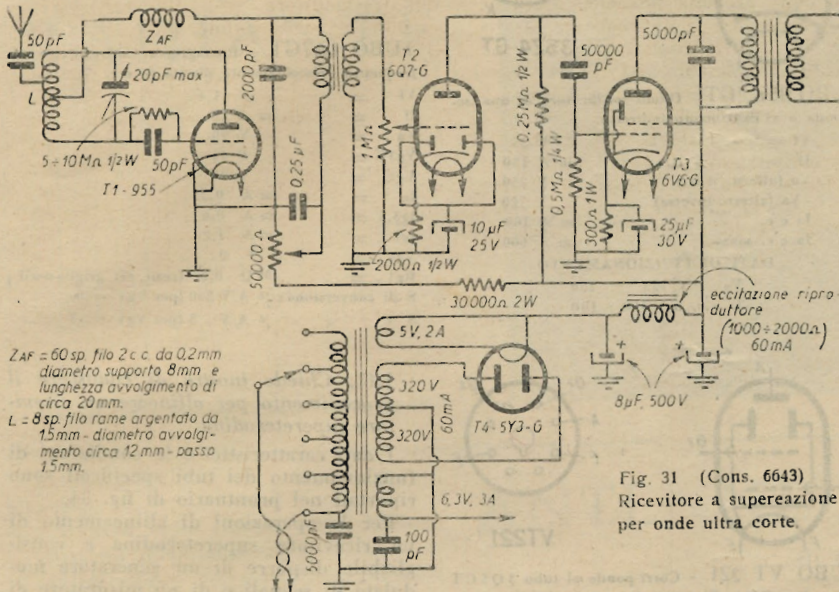 50pF
Z AF
L
20pF max
5÷10MΩ 1/2W
50pF
T1-955
2000pF
0,25μF
50000Ω
T2
6Q7·G
1MΩ
2000Ω 1/2W
10μF
25V
0,25MΩ 1/2W
50000
pF
0,5MΩ 1/4W
5000pF
T3
6V6·G
300Ω 1W
25μF
30V
30000Ω 2W
eccitazione ripro-
duttore
(1000÷2000Ω)
60mA
8μF, 500V
5V, 2A
320V
320V
60mA
T4-5Y3-G
6,3V, 3A
5000pF
100
pF
Z AF = 60 sp. filo 2 c c. da 0,2mm
diametro supporto 8mm e
lunghezza avvolgimento di
circa 20mm.
L = 8 sp. filo rame argentato da
1.5mm - diametro avvolgi-
mento circa 12mm - passo
1.5mm.
Fig. 31 (Cons. 6643)
Ricevitore a supereazione
per onde ultra corte.